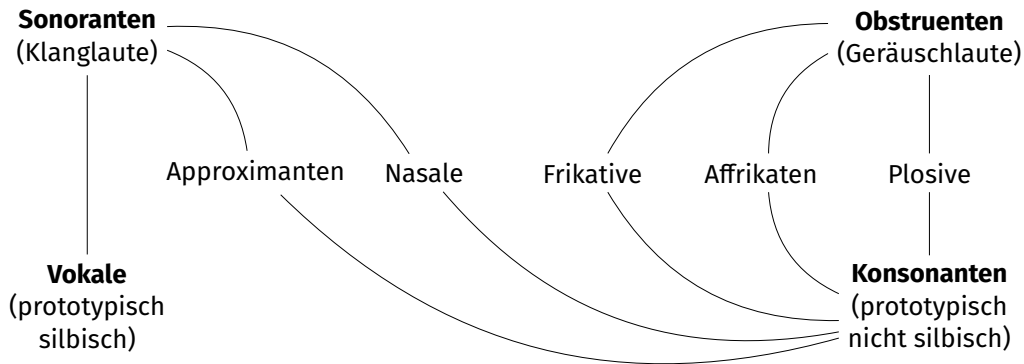 Sonoranten
(Klanglaute)
Obstruenten
(Geräuschlaute)
Approximanten
Nasale
Frikative
Affrikaten
Plosive
Vokale
(prototypisch
silbisch)
Konsonanten
(prototypisch
nicht silbisch)